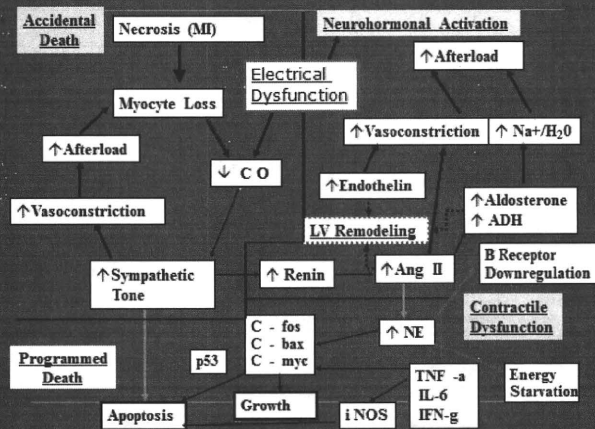 Accidental
Death
Necrosis (MI)
Neurohormonal Activation
↑Afterload
Electrical
Dysfunction
Myocyte Loss
↑Vasoconstriction
↑ Na+/H20
↑Afterload
↓ C O
↑Endothelin
↑Aldosterone
↑ ADH
↑Vasoconstriction
LV Remodeling
B Receptor
Downregulation
↑Sympathetic
Tone
↑ Renin
↑Ang II
Contractile
Dysfunction
C - fos
C - bax
C - myc
↑ NE
p53
Programmed
Death
TNF -a
IL-6
IFN-g
Energy
Starvation
Growth
Apoptosis
i NOS